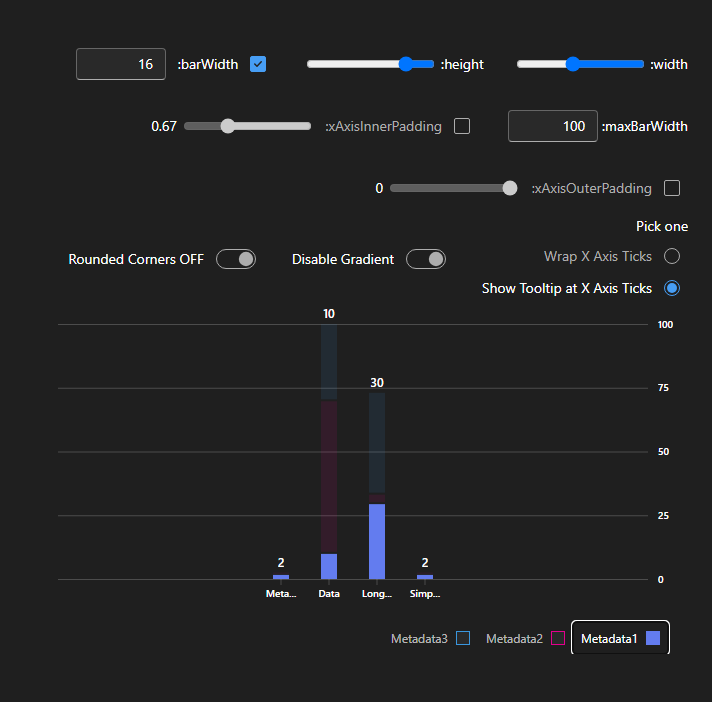 16 :barWidth :height :width
0.67 :xAxisInnerPadding 100 :maxBarWidth
0 :xAxisOuterPadding
Pick one
Rounded Corners OFF Disable Gradient Wrap X Axis Ticks
Show Tooltip at X Axis Ticks
10
100
30
75
50
25
2
2
0
Meta... Data Long... Simp...
Metadata3 Metadata2 Metadata1